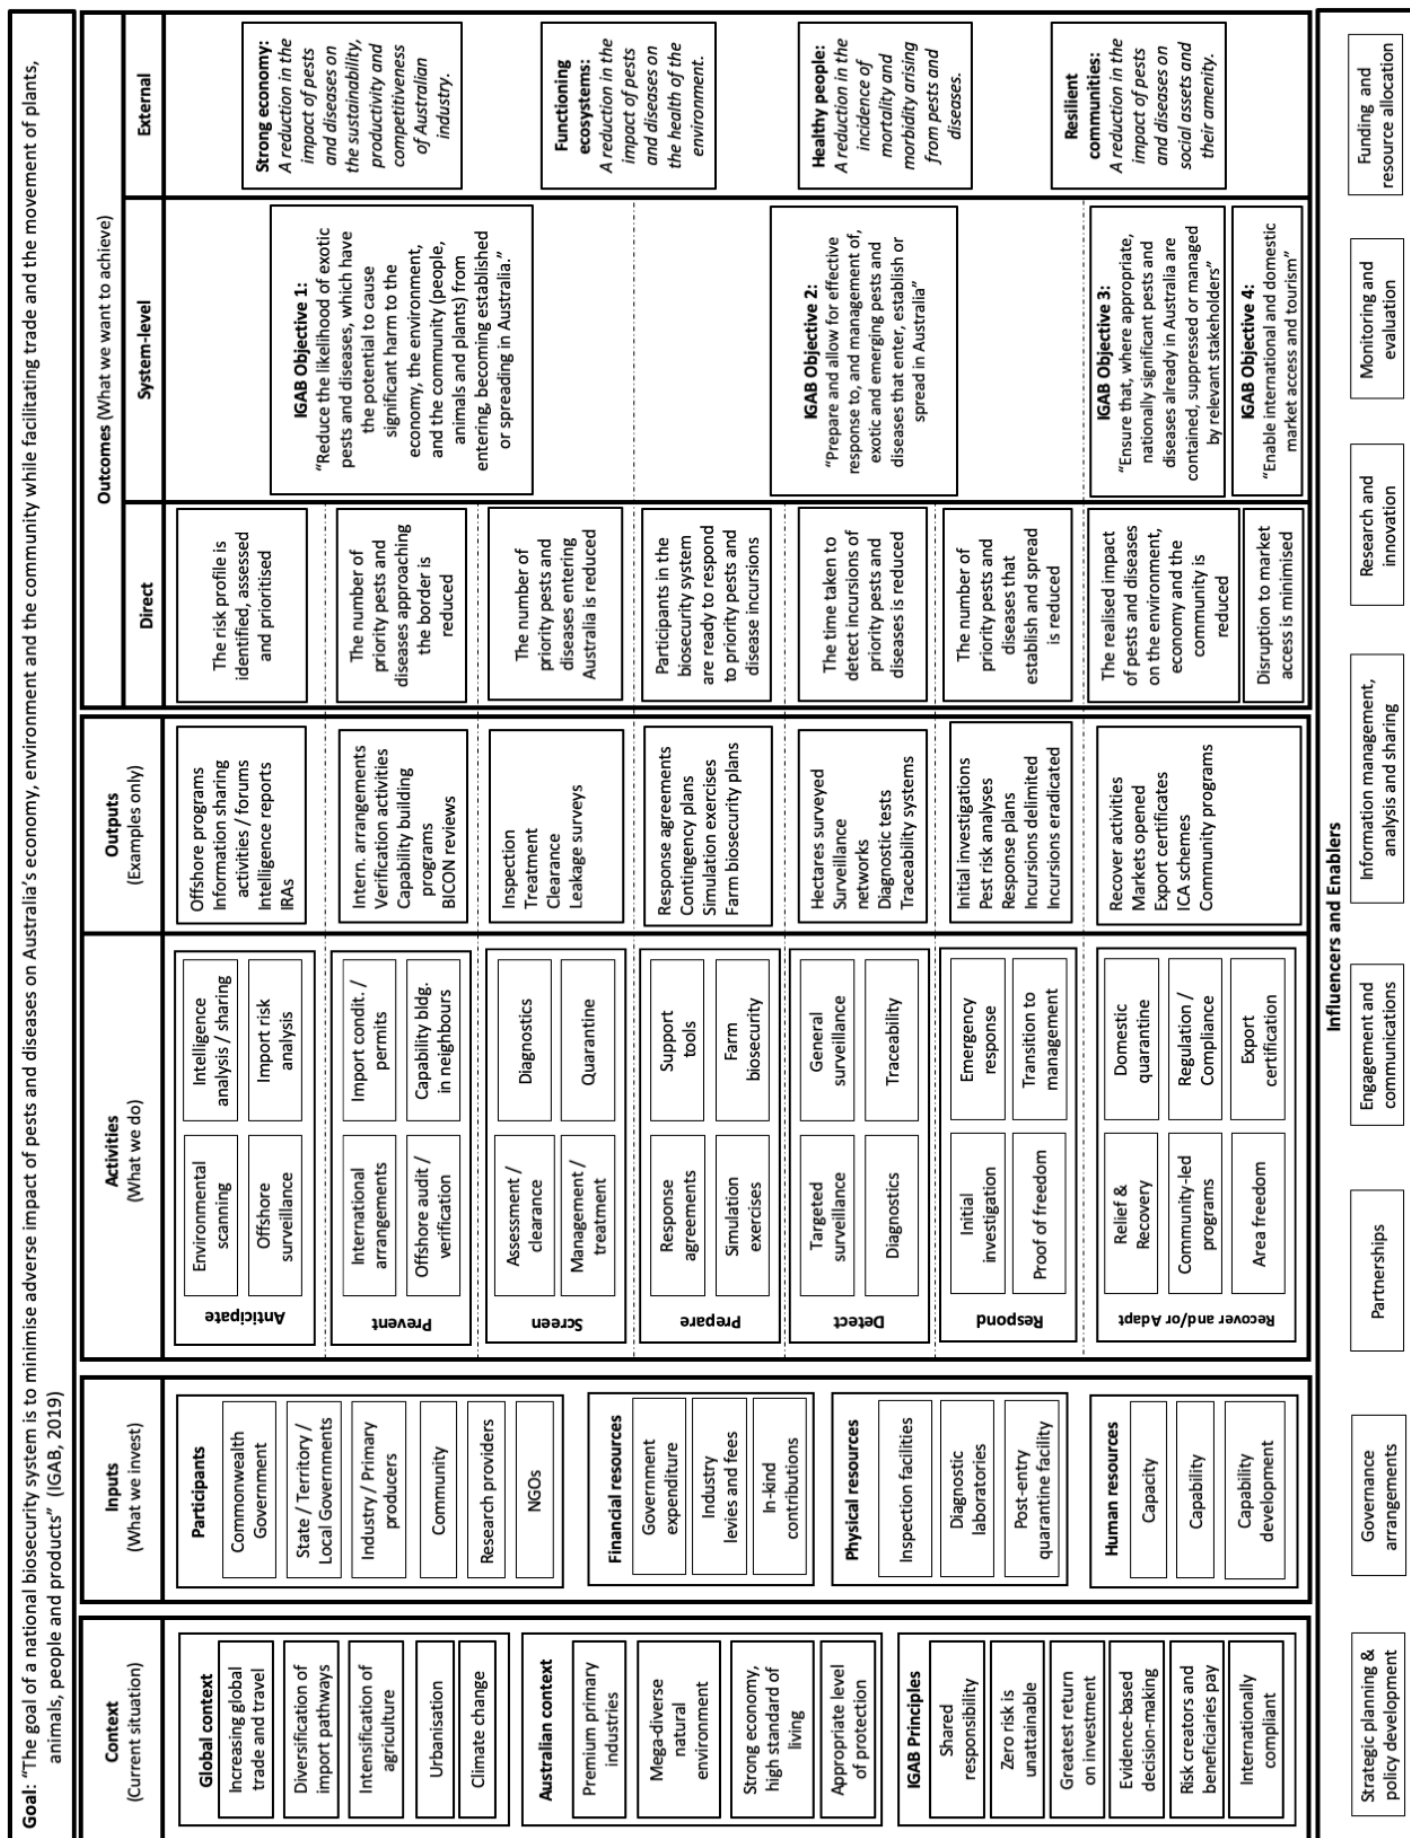 Goal: “The goal of a national biosecurity system is to minimise adverse impact of pests and diseases on Australia’s economy, environment and the community while facilitating trade and the movement of plants,
animals, people and products” (IGAB, 2019)
Context
(Current situation)
Global context
Increasing global
trade and travel
Diversification of
import pathways
Intensification of
agriculture
Urbanisation
Climate change
Australian context
Premium primary
industries
Mega-diverse
natural
environment
Strong economy,
high standard of
living
Appropriate level
of protection
IGAB Principles
Shared
responsibility
Zero risk is
unattainable
Greatest return
on investment
Evidence-based
decision-making
Risk creators and
beneficiaries pay
Internationally
compliant
Inputs
(What we invest)
Participants
Commonwealth
Government
State / Territory /
Local Governments
Industry / Primary
producers
Community
Research providers
NGOs
Financial resources
Government
expenditure
Industry
levies and fees
In-kind
contributions
Physical resources
Inspection facilities
Diagnostic
laboratories
Post-entry
quarantine facility
Human resources
Capacity
Capability
Capability
development
Activities
(What we do)
Anticipate
Environmental
scanning
Intelligence
analysis / sharing
Offshore
surveillance
Import risk
analysis
Prevent
International
arrangements
Import condit. /
permits
Offshore audit /
verification
Capability bldg.
in neighbours
Screen
Assessment /
clearance
Diagnostics
Management /
treatment
Quarantine
Prepare
Response
agreements
Support
tools
Simulation
exercises
Farm
biosecurity
Detect
Targeted
surveillance
General
surveillance
Diagnostics
Traceability
Respond
Initial
investigation
Emergency
response
Proof of freedom
Transition to
management
Recover and/or Adapt
Relief &
Recovery
Domestic
quarantine
Community-led
programs
Regulation /
Compliance
Area freedom
Export
certification
Outputs
(Examples only)
Offshore programs
Information sharing
activities / forums
Intelligence reports
IRAs
Intern. arrangements
Verification activities
Capability building
programs
BICON reviews
Inspection
Treatment
Clearance
Leakage surveys
Response agreements
Contingency plans
Simulation exercises
Farm biosecurity plans
Hectares surveyed
Surveillance
networks
Diagnostic tests
Traceability systems
Initial investigations
Pest risk analyses
Response plans
Incursions delimited
Incursions eradicated
Recover activities
Markets opened
Export certificates
ICA schemes
Community programs
Outcomes (What we want to achieve)
Direct
The risk profile is
identified, assessed
and prioritised
The number of
priority pests and
diseases approaching
the border is
reduced
The number of
priority pests and
diseases entering
Australia is reduced
Participants in the
biosecurity system
are ready to respond
to priority pests and
disease incursions
The time taken to
detect incursions of
priority pests and
diseases is reduced
The number of
priority pests and
diseases that
establish and spread
is reduced
The realised impact
of pests and diseases
on the environment,
economy and the
community is
reduced
Disruption to market
access is minimised
System-level
IGAB Objective 1:
“Reduce the likelihood of exotic
pests and diseases, which have
the potential to cause
significant harm to the
economy, the environment,
and the community (people,
animals and plants) from
entering, becoming established
or spreading in Australia.”
IGAB Objective 2:
“Prepare and allow for effective
response to, and management of,
exotic and emerging pests and
diseases that enter, establish or
spread in Australia”
IGAB Objective 3:
“Ensure that, where appropriate,
nationally significant pests and
diseases already in Australia are
contained, suppressed or managed
by relevant stakeholders”
IGAB Objective 4:
“Enable international and domestic
market access and tourism”
External
Strong economy:
A reduction in the
impact of pests
and diseases on
the sustainability,
productivity and
competitiveness
of Australian
industry.
Functioning
ecosystems:
A reduction in the
impact of pests
and diseases on
the health of the
environment.
Healthy people:
A reduction in the
incidence of
mortality and
morbidity arising
from pests and
diseases.
Resilient
communities:
A reduction in the
impact of pests
and diseases on
social assets and
their amenity.
Influencers and Enablers
Strategic planning &
policy development
Governance
arrangements
Partnerships
Engagement and
communications
Information management,
analysis and sharing
Research and
innovation
Monitoring and
evaluation
Funding and
resource allocation